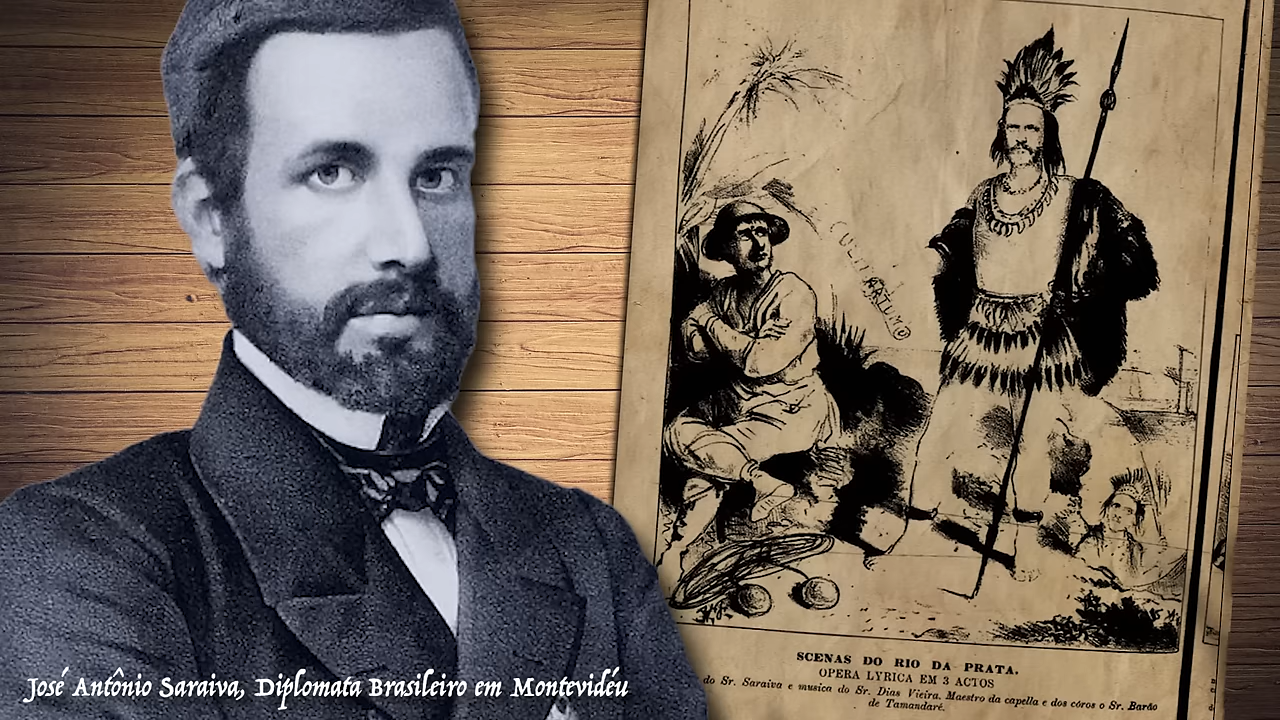 José Antônio Saraiva, Diplomata Brasileiro em Montevidéu
ULTIMATUM
SCENAS DO RIO DA PRATA.
OPERA LYRICA EM 3 ACTOS
do Sr. Saraiva e musica do Sr. Dias Vieira. Maestro da capella e dos córos o Sr. Barão
de Tamandaré.